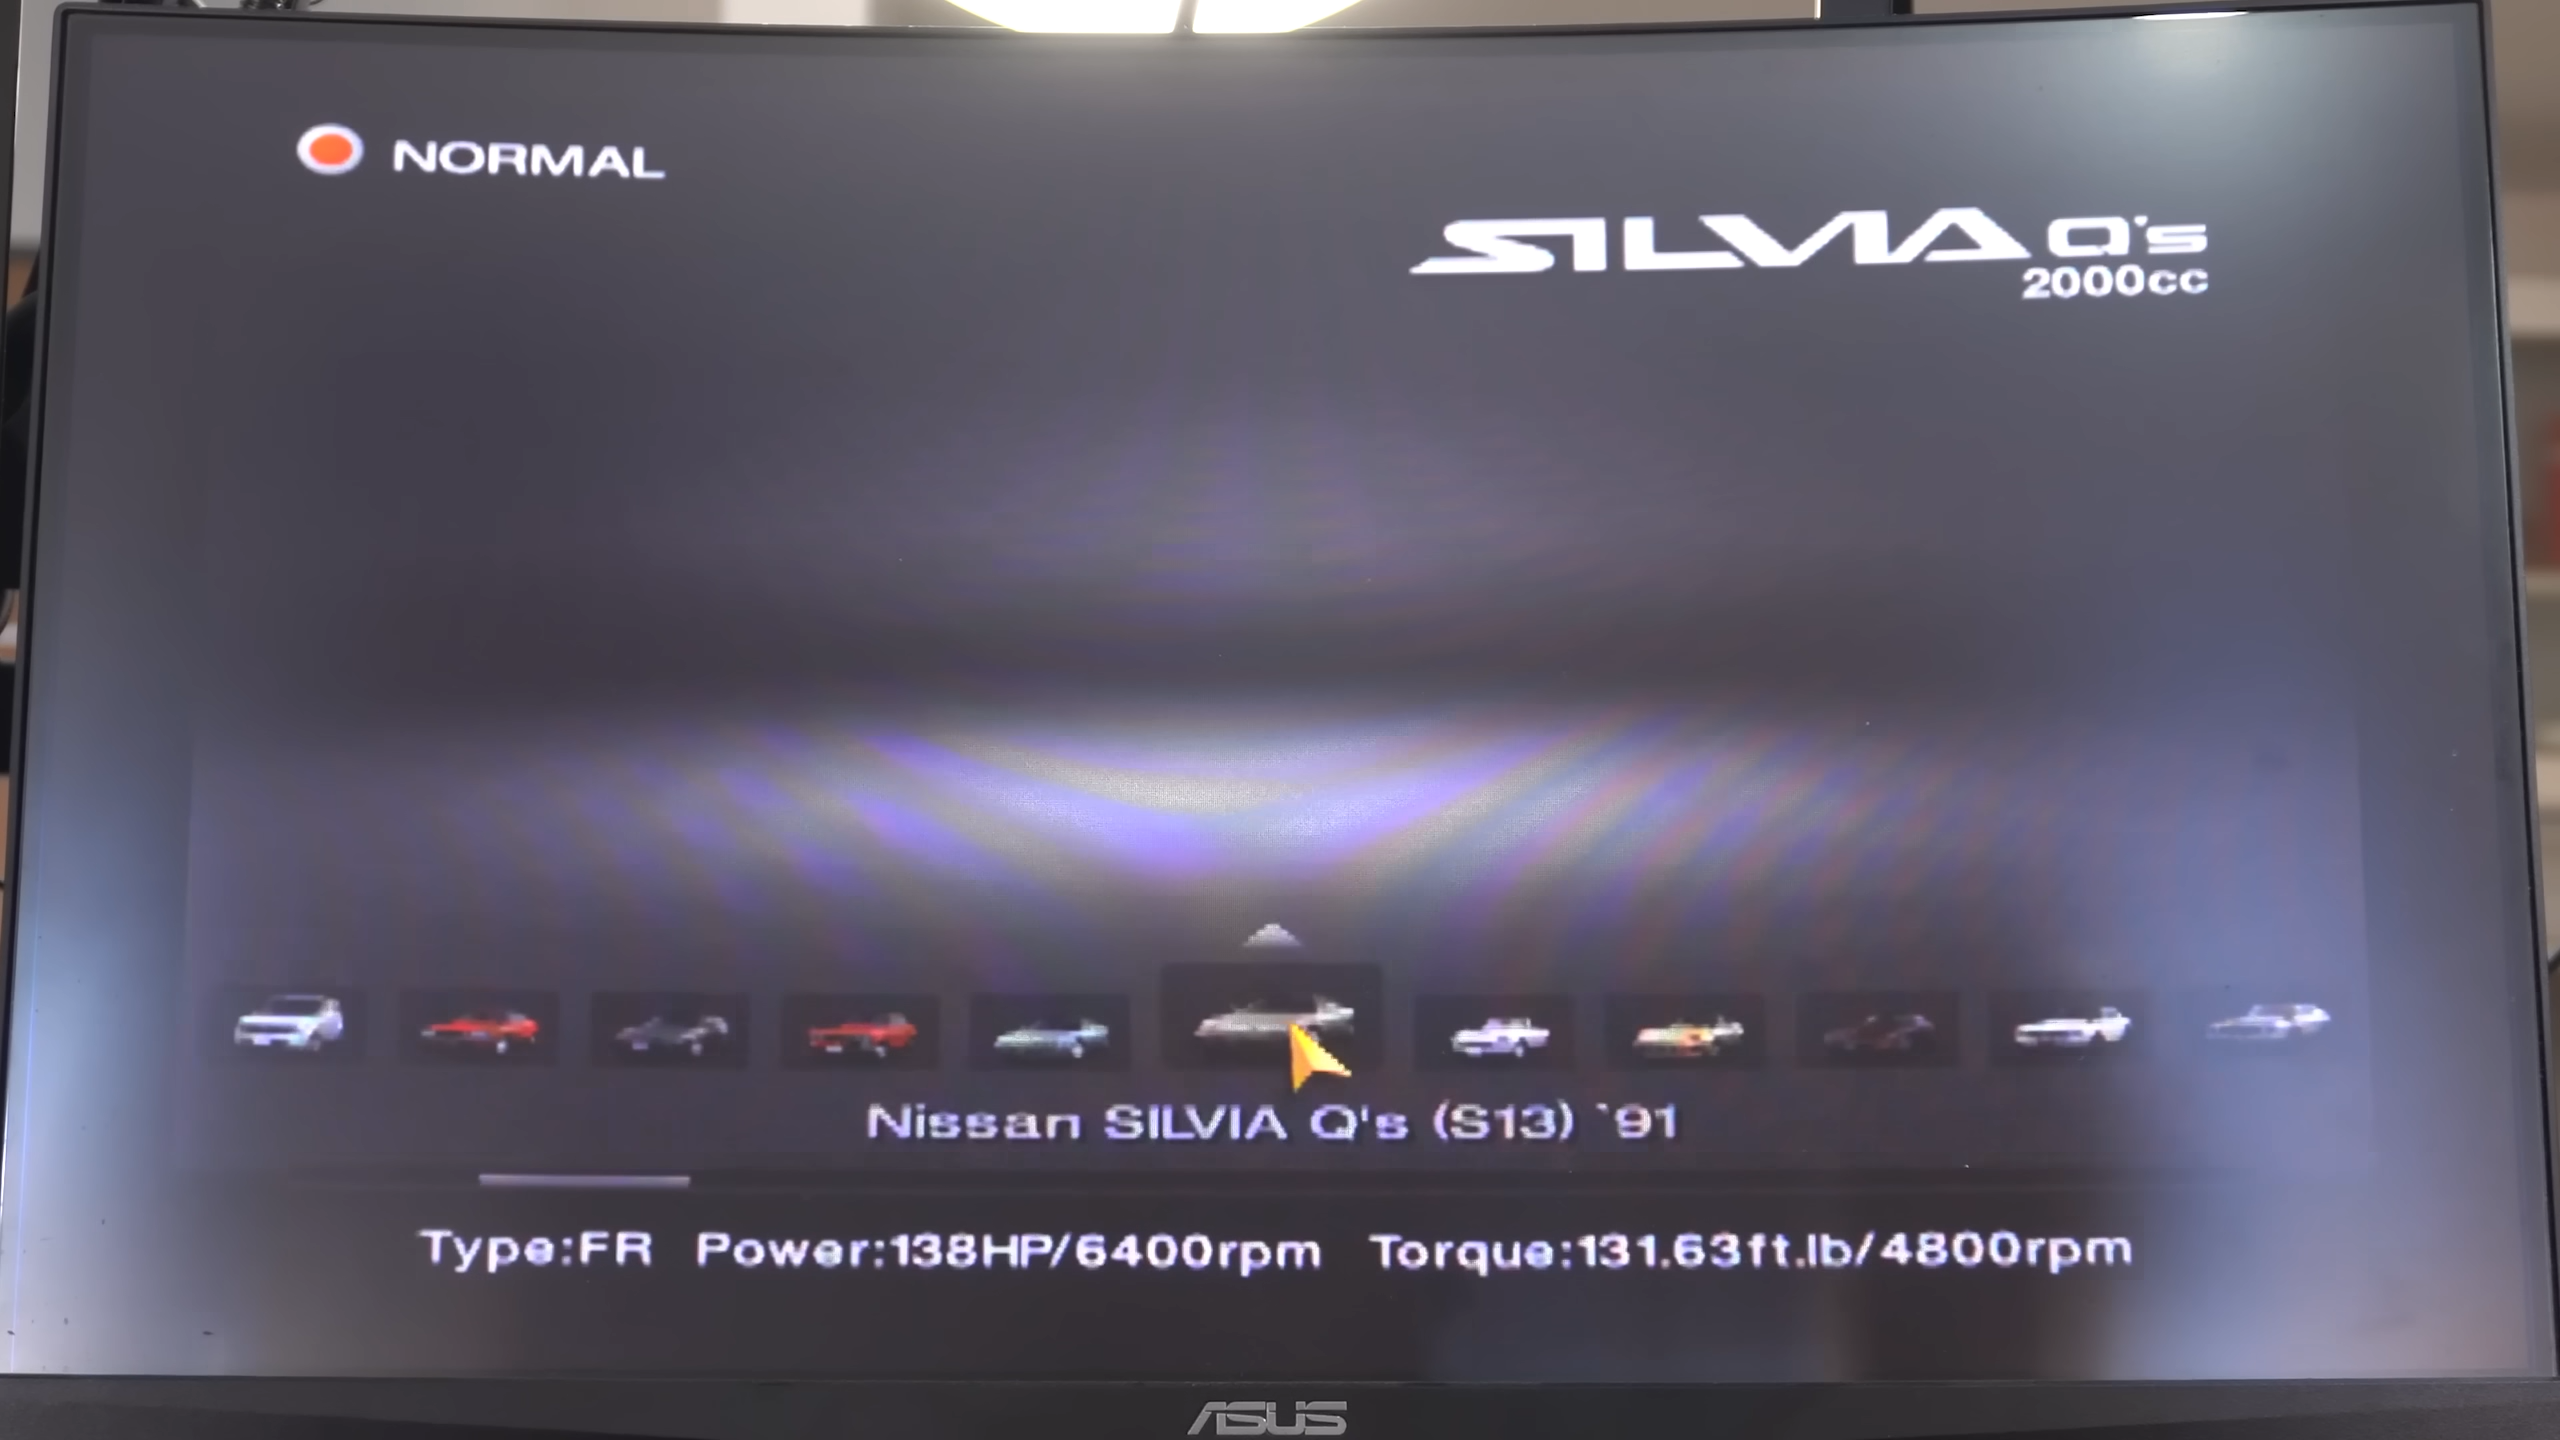 NORMAL
SILVIA Q's
2000cc
Nissan SILVIA Q's (S13) `91
Type:FR Power:138HP/6400rpm Torque:131.63ft.lb/4800rpm
ASUS